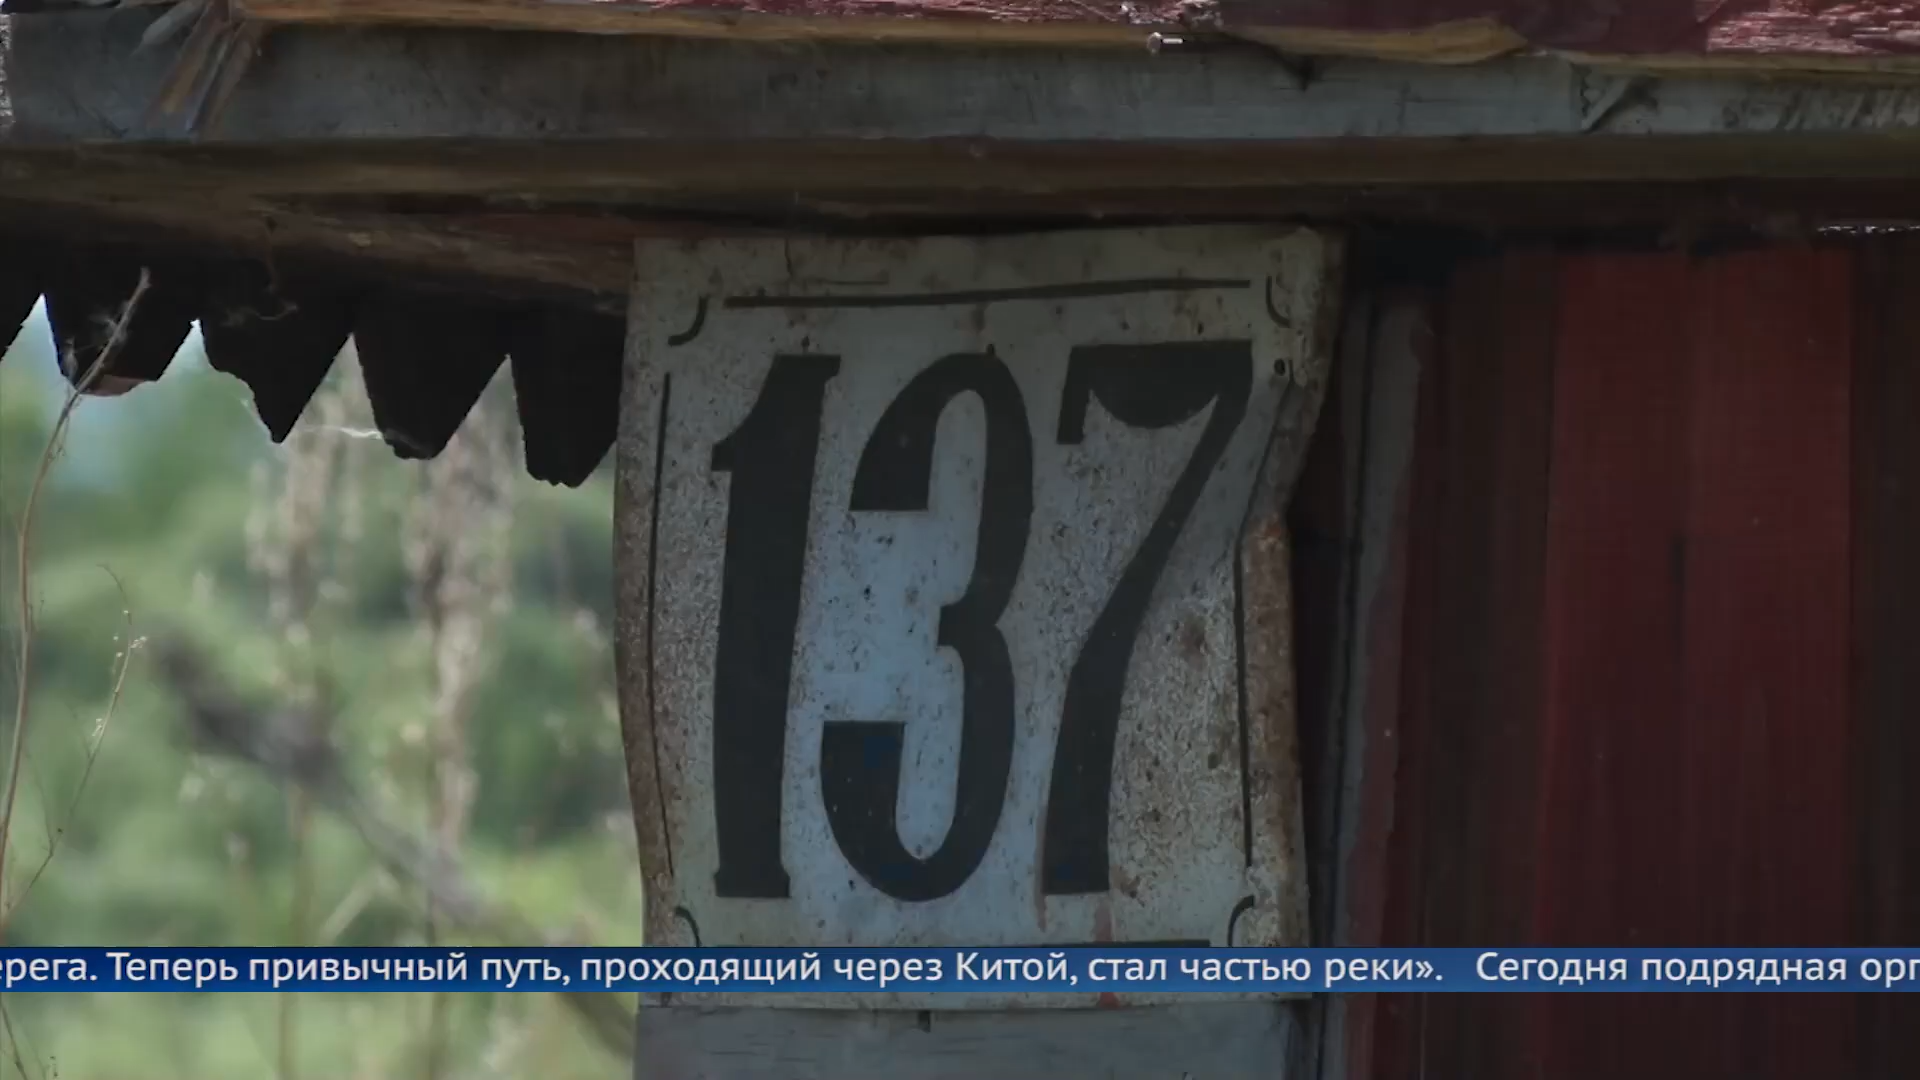 137
ерега. Теперь привычный путь, проходящий через Китой, стал частью реки». Сегодня подрядная орг